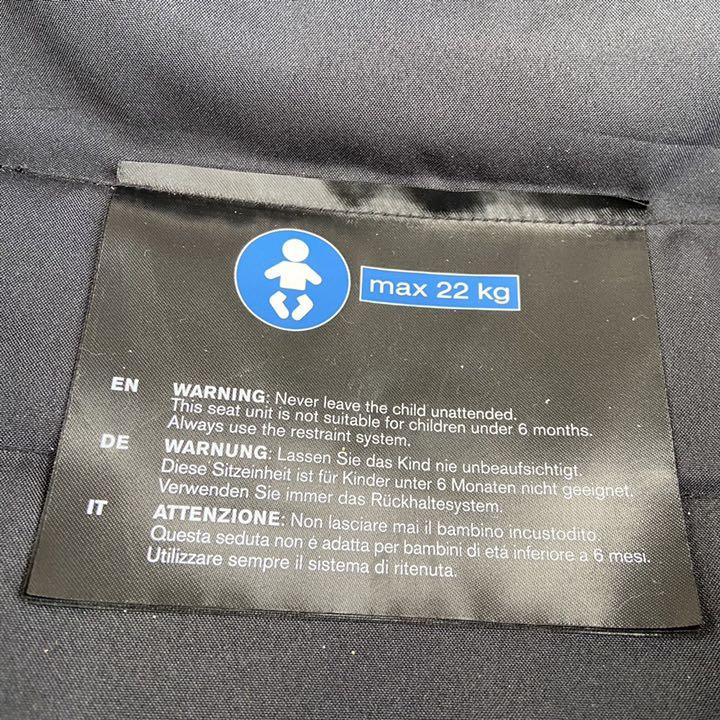 max 22 kg
EN WARNING: Never leave the child unattended.
This seat unit is not suitable for children under 6 months.
Always use the restraint system.
DE WARNUNG: Lassen Sie das Kind nie unbeaufsichtigt.
Diese Sitzeinheit ist für Kinder unter 6 Monaten nicht geeignet.
Verwenden Sie immer das Rückhaltesystem.
IT ATTENZIONE: Non lasciare mai il bambino incustodito.
Questa seduta non é adatta per bambini di etá inferiore a 6 mesi.
Utilizzare sempre il sistema di ritenuta.